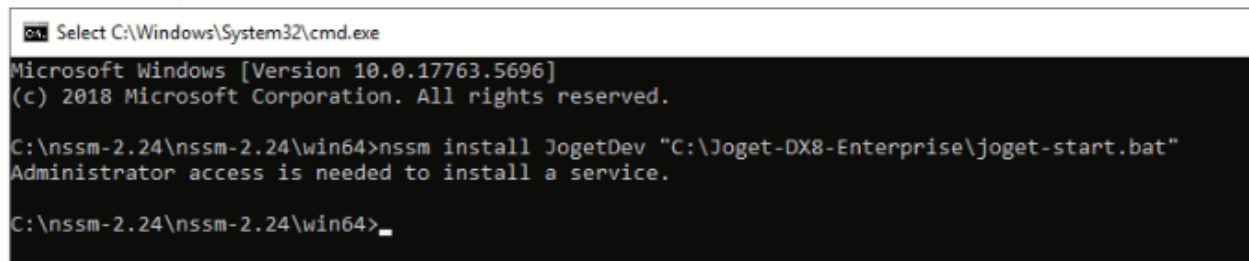 Select C:\Windows\System32\cmd.exe
Microsoft Windows [Version 10.0.17763.5696]
(c) 2018 Microsoft Corporation. All rights reserved.
C:\nssm-2.24\nssm-2.24\win64>nssm install JogetDev "C:\Joget-DX8-Enterprise\joget-start.bat"
Administrator access is needed to install a service.
C:\nssm-2.24\nssm-2.24\win64>